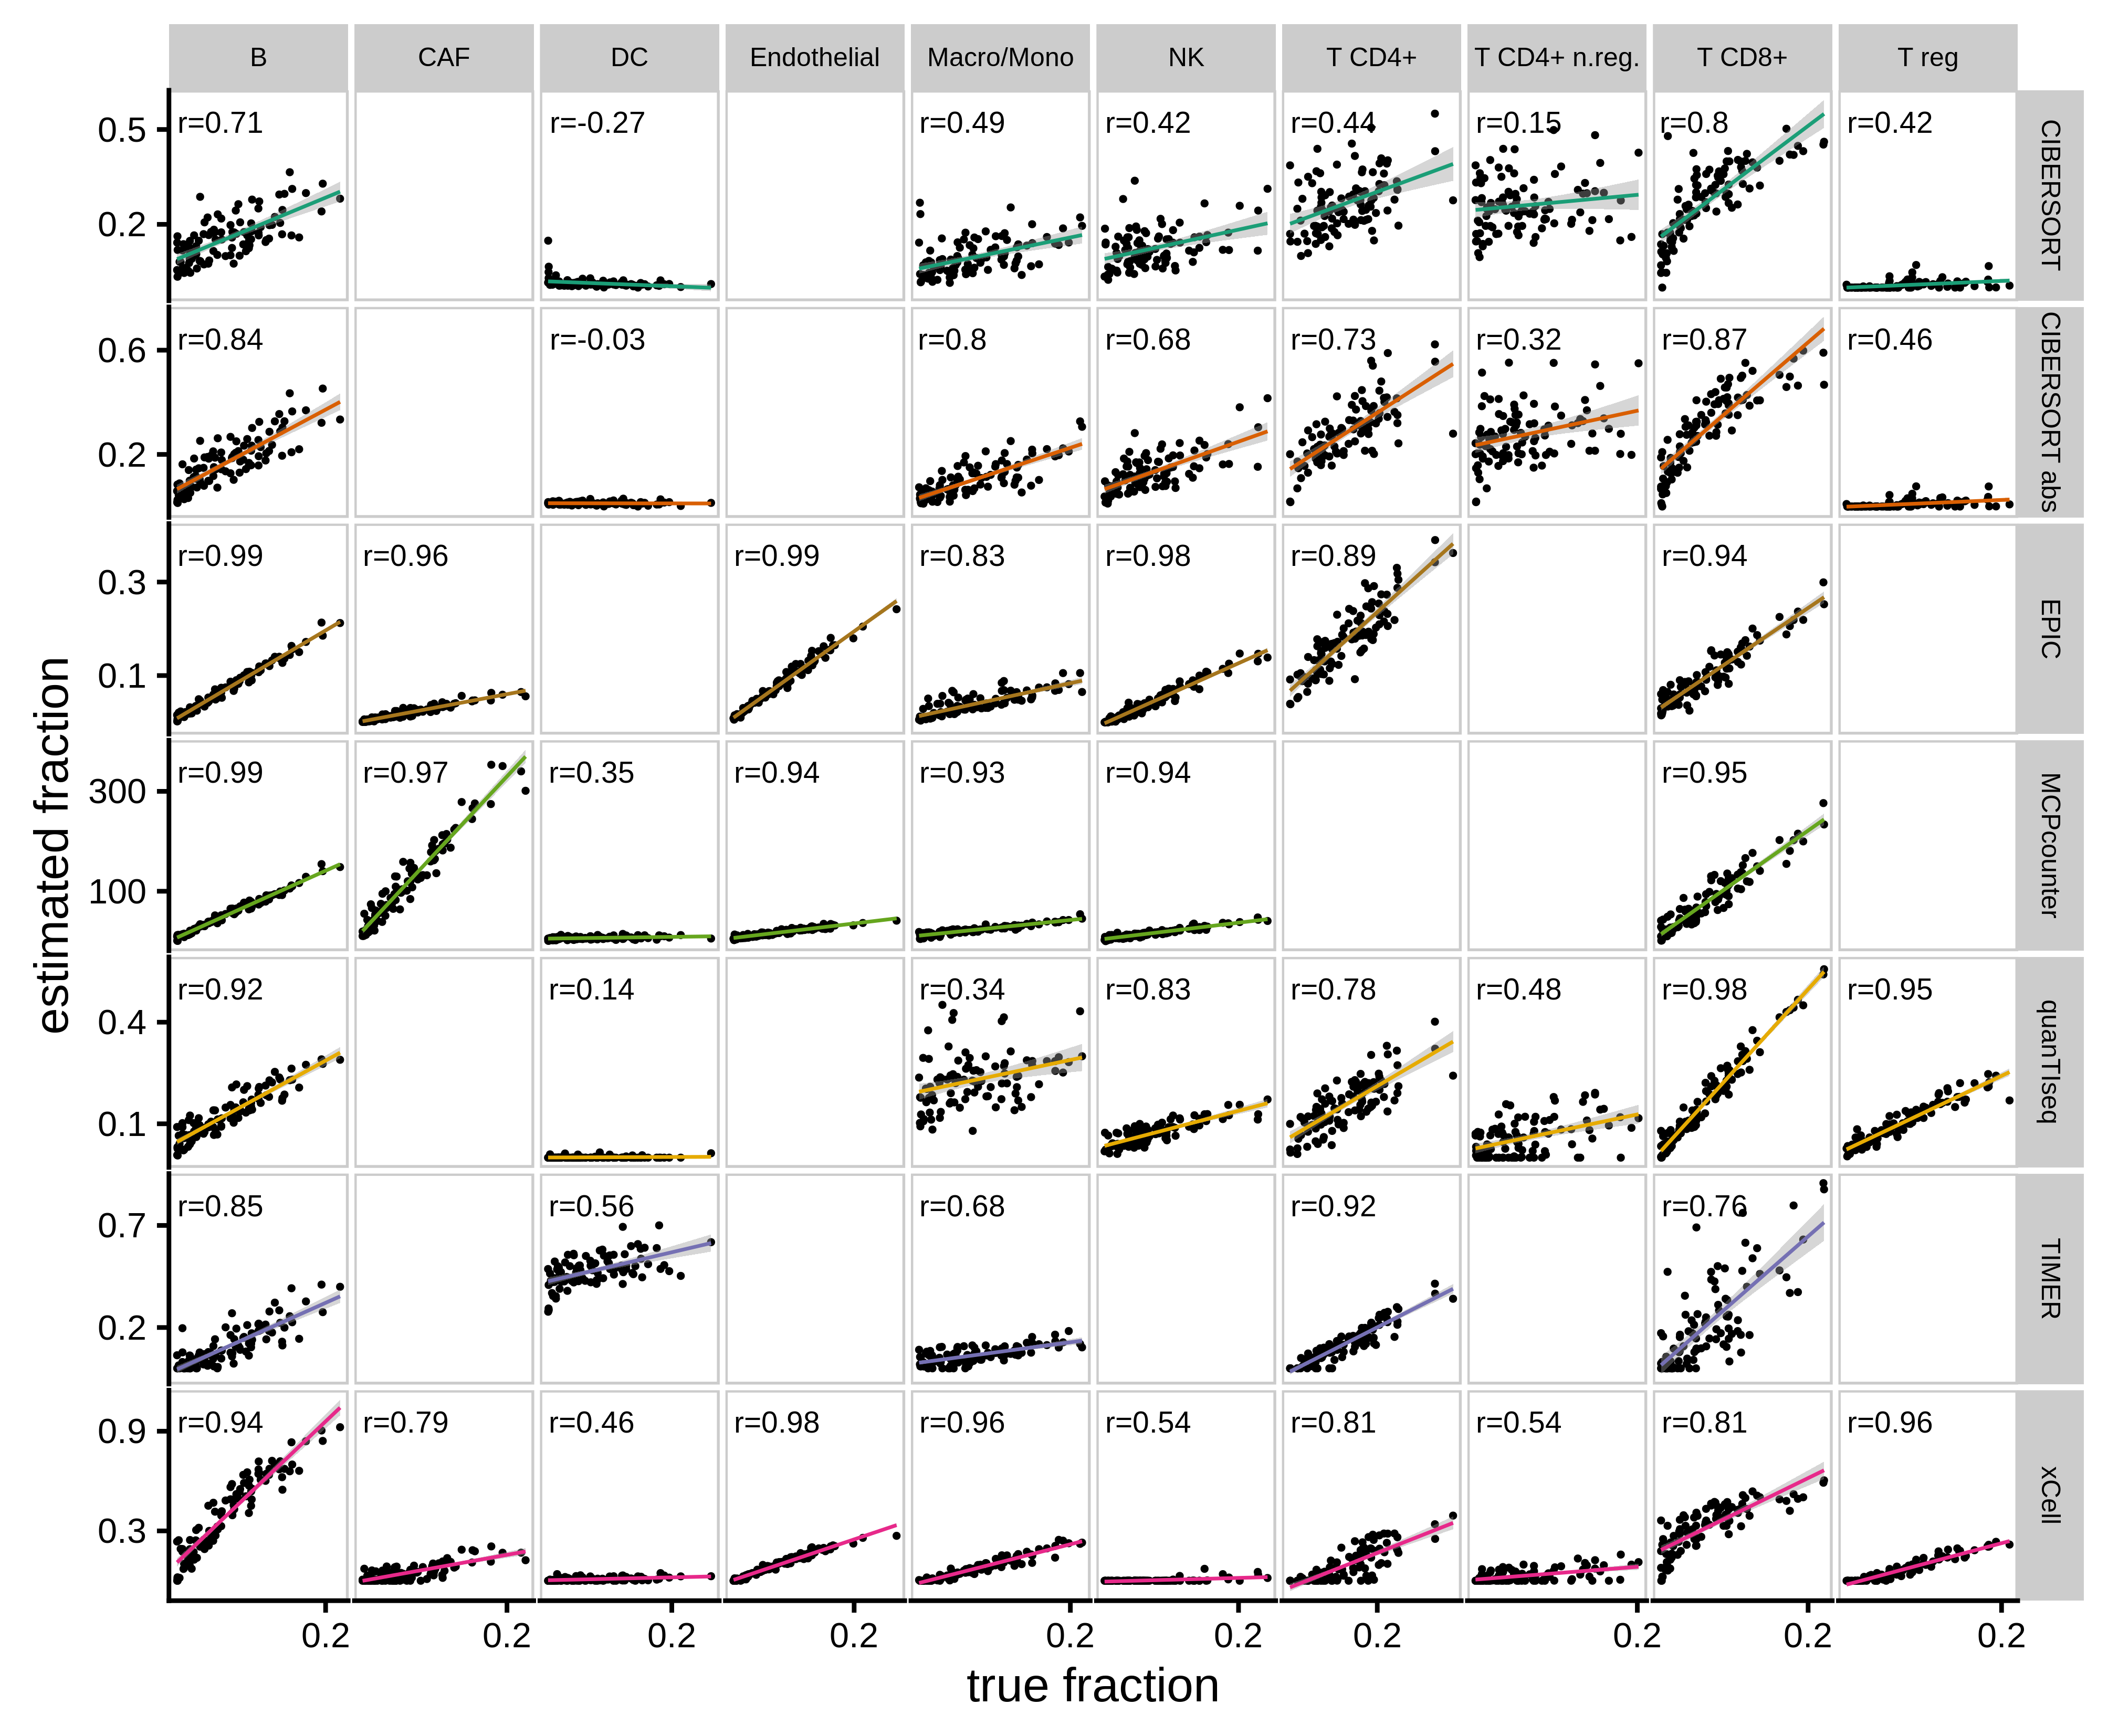 B CAF DC Endothelial Macro/Mono NK T CD4+ T CD4+ n.reg. T CD8+ T reg
0.5 r=0.71 r=-0.27 r=0.49 r=0.42 r=0.44 r=0.15 r=0.8 r=0.42 CIBERSORT
0.2
0.6 r=0.84 r=-0.03 r=0.8 r=0.68 r=0.73 r=0.32 r=0.87 r=0.46 CIBERSORT abs
0.2
r=0.99 r=0.96 r=0.99 r=0.83 r=0.98 r=0.89 r=0.94 EPIC
0.3
0.1
estimated fraction
r=0.99 r=0.97 r=0.35 r=0.94 r=0.93 r=0.94 r=0.95 MCPcounter
300
100
r=0.92 r=0.14 r=0.34 r=0.83 r=0.78 r=0.48 r=0.98 r=0.95 quanTIseq
0.4
0.1
r=0.85 r=0.56 r=0.68 r=0.92 r=0.76 TIMER
0.7
0.2
0.9 r=0.94 r=0.79 r=0.46 r=0.98 r=0.96 r=0.54 r=0.81 r=0.54 r=0.81 r=0.96 xCell
0.3
0.2 0.2 0.2 0.2 0.2 0.2 0.2 0.2 0.2 0.2
true fraction